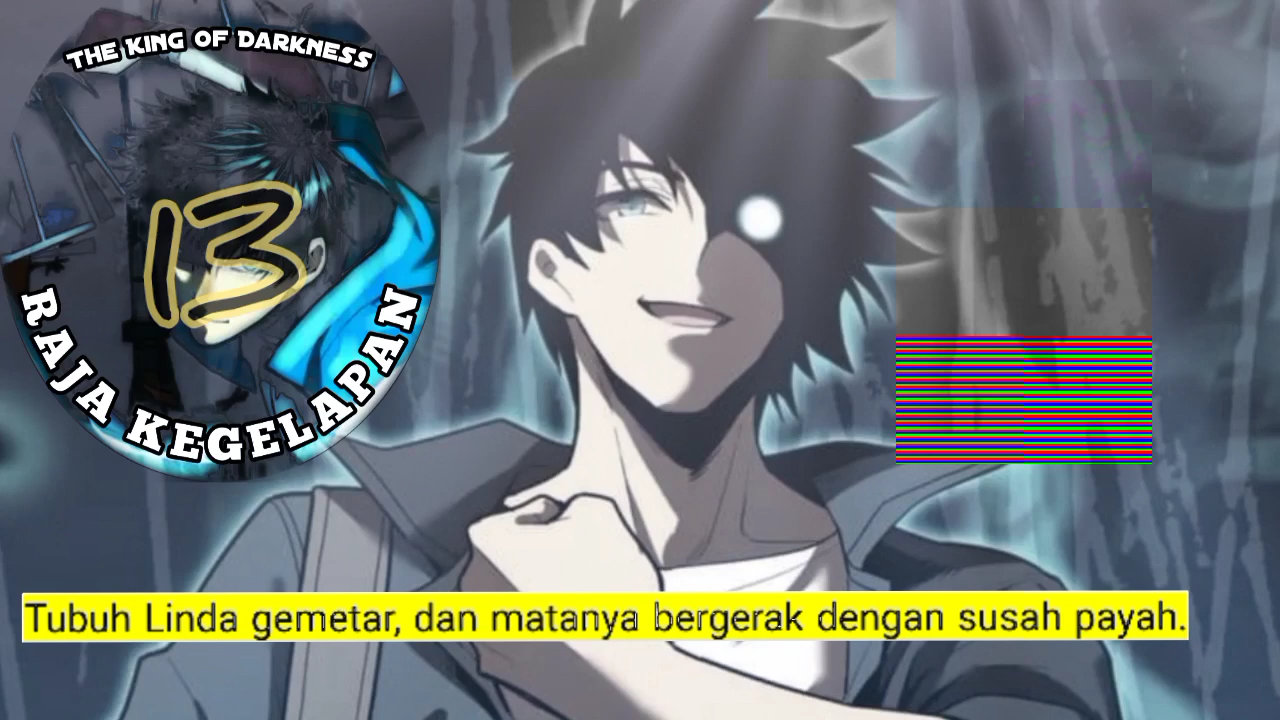 THE KING OF DARKNESS
13
RAJA KEGELAPAN
Tubuh Linda gemetar, dan matanya bergerak dengan susah payah.